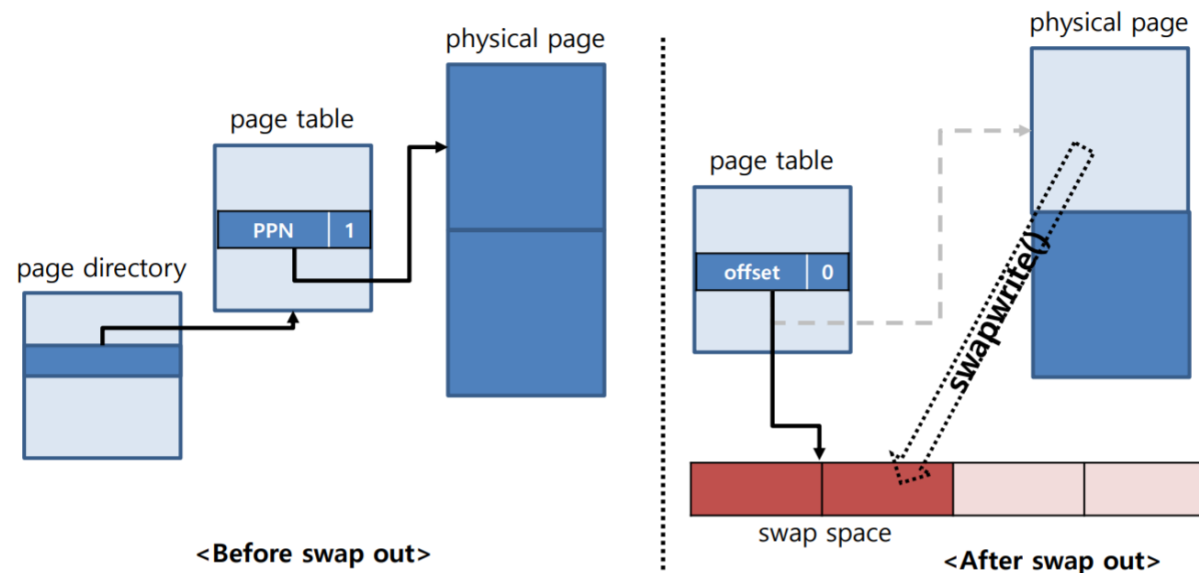 physical page
page table
PPN 1
page directory
<Before swap out>
physical page
page table
offset 0
swapwrite()
swap space
<After swap out>